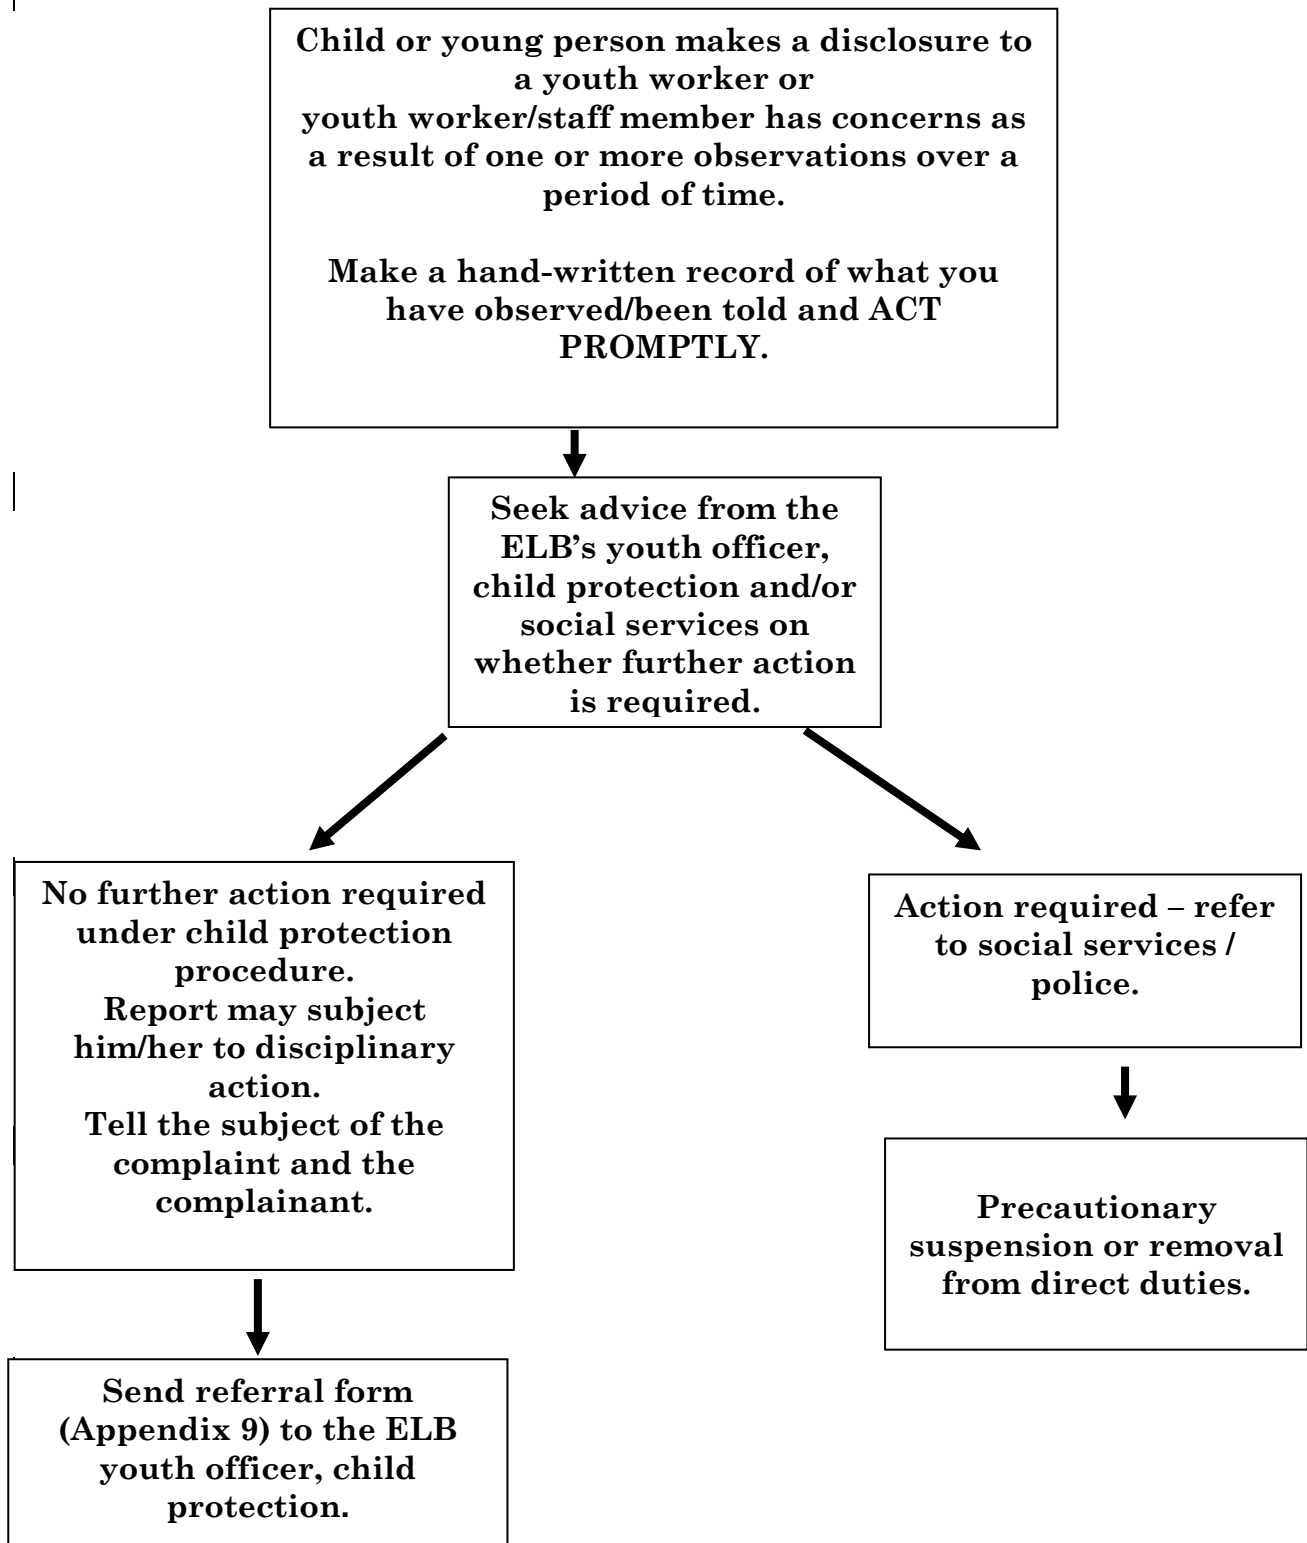 Child or young person makes a disclosure to
a youth worker or
youth worker/staff member has concerns as
a result of one or more observations over a
period of time.
Make a hand-written record of what you
have observed/been told and ACT
PROMPTLY.
Seek advice from the
ELB’s youth officer,
child protection and/or
social services on
whether further action
is required.
No further action required
under child protection
procedure.
Report may subject
him/her to disciplinary
action.
Tell the subject of the
complaint and the
complainant.
Action required – refer
to social services /
police.
Precautionary
suspension or removal
from direct duties.
Send referral form
(Appendix 9) to the ELB
youth officer, child
protection.